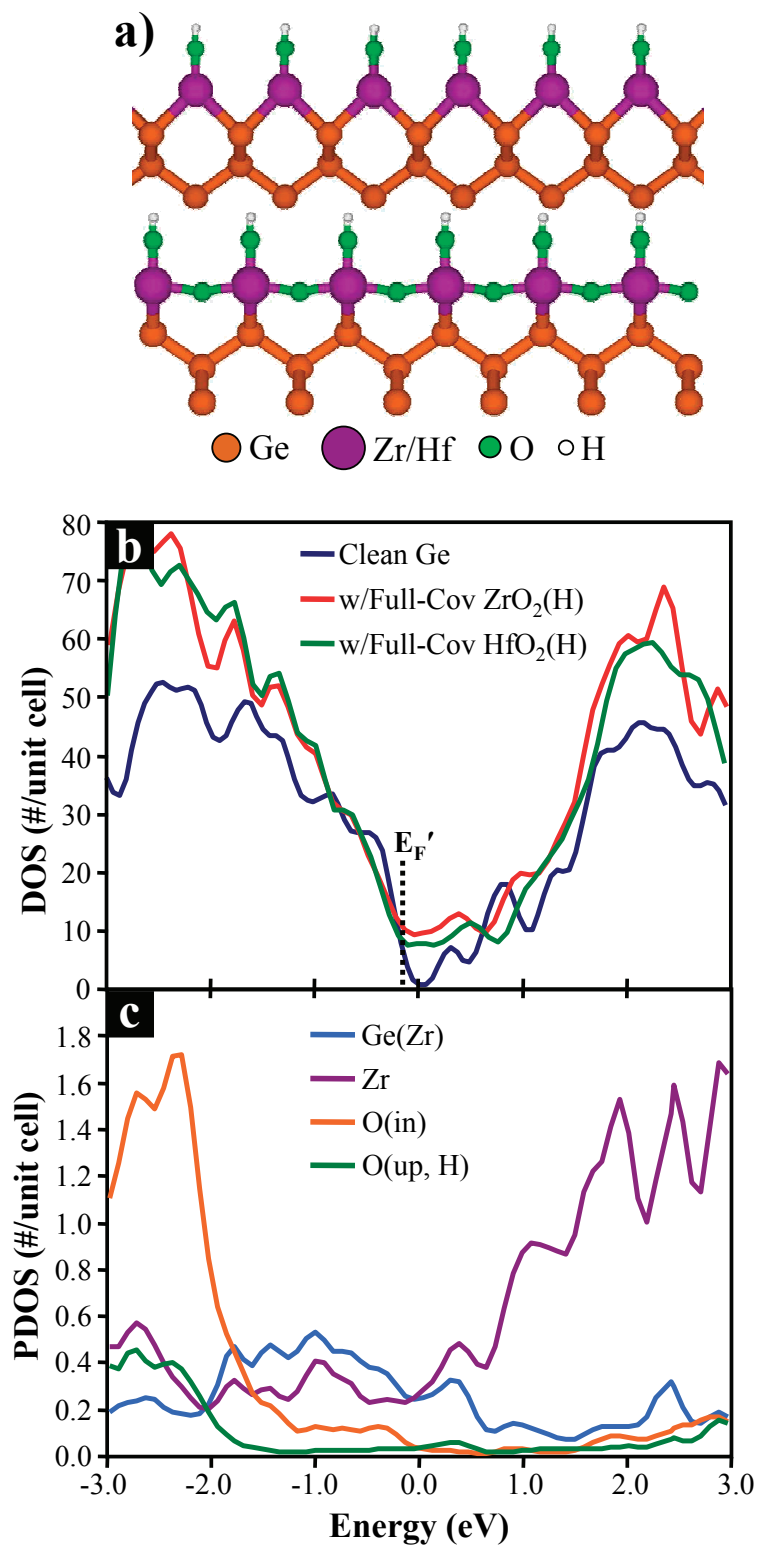 a)
Ge Zr/Hf O H
b
Clean Ge
w/Full-Cov ZrO₂(H)
w/Full-Cov HfO₂(H)
E_F′
DOS (#/unit cell)
80
70
60
50
40
30
20
10
0
c
Ge(Zr)
Zr
O(in)
O(up, H)
PDOS (#/unit cell)
1.8
1.6
1.4
1.2
1.0
0.8
0.6
0.4
0.2
0.0
-3.0 -2.0 -1.0 0.0 1.0 2.0 3.0
Energy (eV)